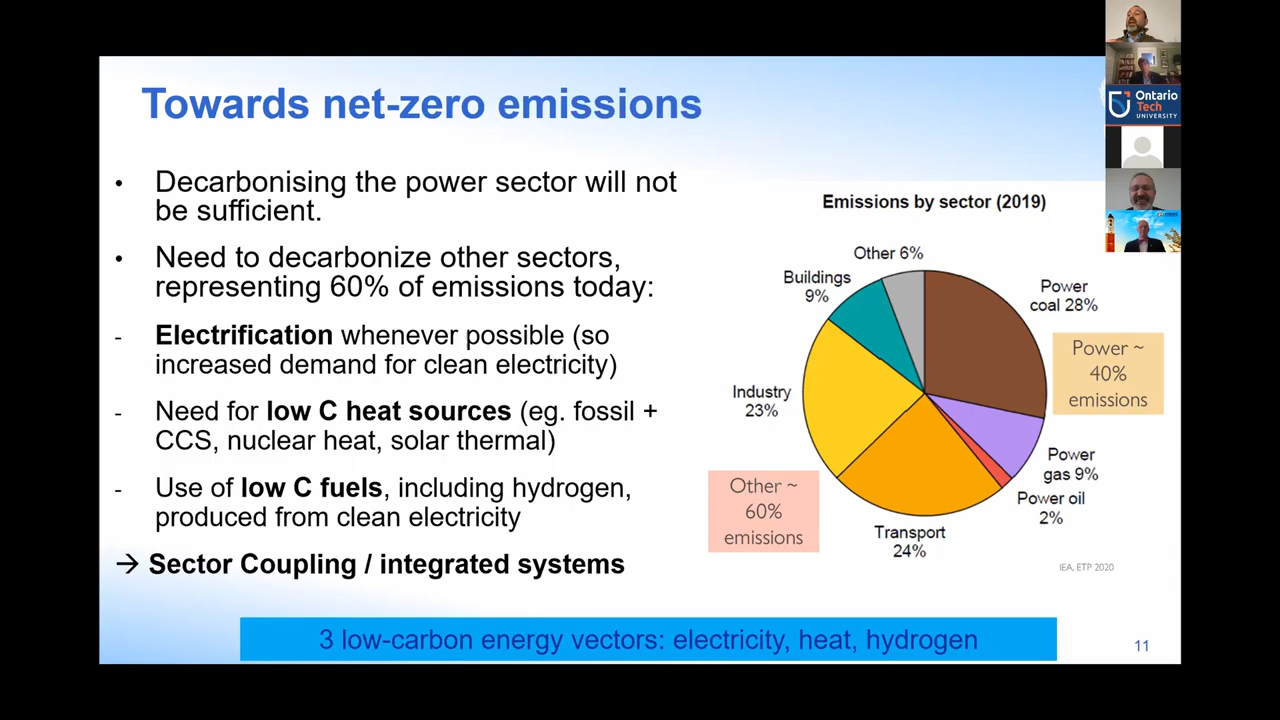 Towards net-zero emissions
• Decarbonising the power sector will not
be sufficient.
• Need to decarbonize other sectors,
representing 60% of emissions today:
- Electrification whenever possible (so
increased demand for clean electricity)
- Need for low C heat sources (eg. fossil +
CCS, nuclear heat, solar thermal)
- Use of low C fuels, including hydrogen,
produced from clean electricity
→ Sector Coupling / integrated systems
Emissions by sector (2019)
Other 6%
Buildings
9%
Power
coal 28%
Power ~
40%
emissions
Industry
23%
Power
gas 9%
Power oil
2%
Other ~
60%
emissions
Transport
24%
IEA, ETP 2020
3 low-carbon energy vectors: electricity, heat, hydrogen
11
Ontario
Tech
UNIVERSITY